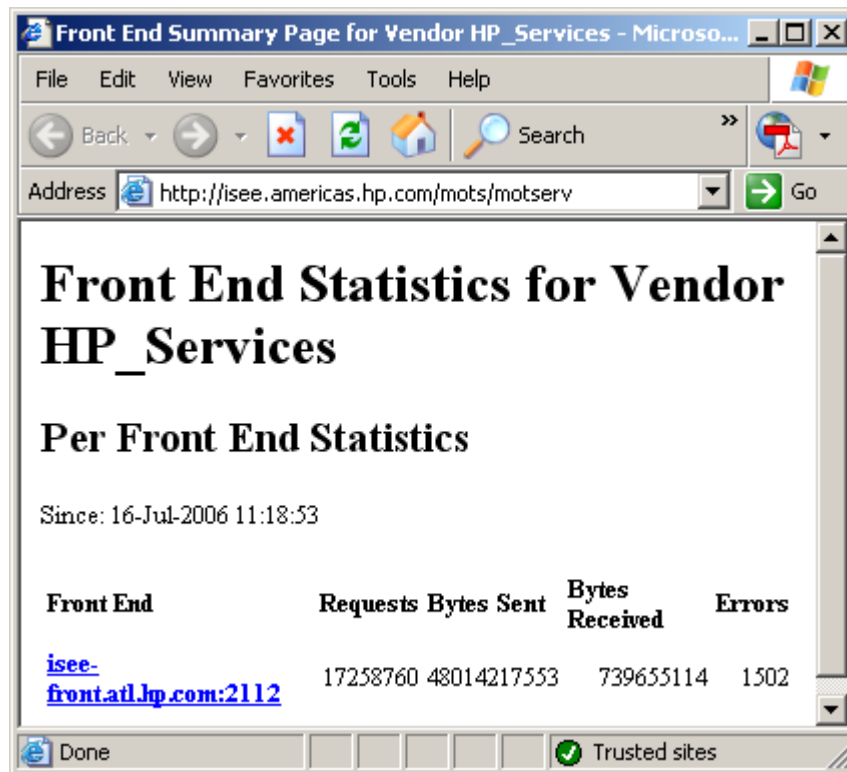 Front End Summary Page for Vendor HP_Services - Microso...
File Edit View Favorites Tools Help
Back Search »
Address http://isee.americas.hp.com/mots/motserv Go
Front End Statistics for Vendor
HP_Services
Per Front End Statistics
Since: 16-Jul-2006 11:18:53
Front End Requests Bytes Sent Bytes Received Errors
isee-
front.atl.hp.com:2112 17258760 48014217553 739655114 1502
Done Trusted sites